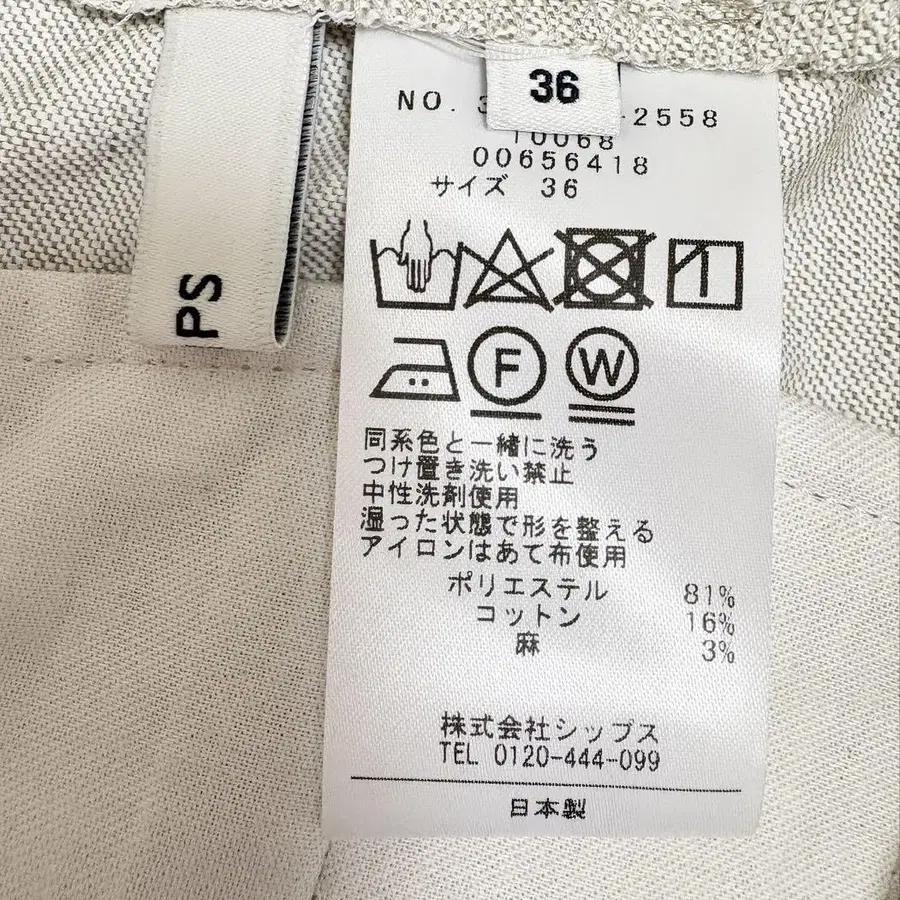 PS
36
NO. 3 -2558
10068
00656418
サイズ 36
F
W
同系色と一緒に洗う
つけ置き洗い禁止
中性洗剤使用
湿った状態で形を整える
アイロンはあて布使用
ポリエステル 81%
コットン 16%
麻 3%
株式会社シップス
TEL 0120-444-099
日本製